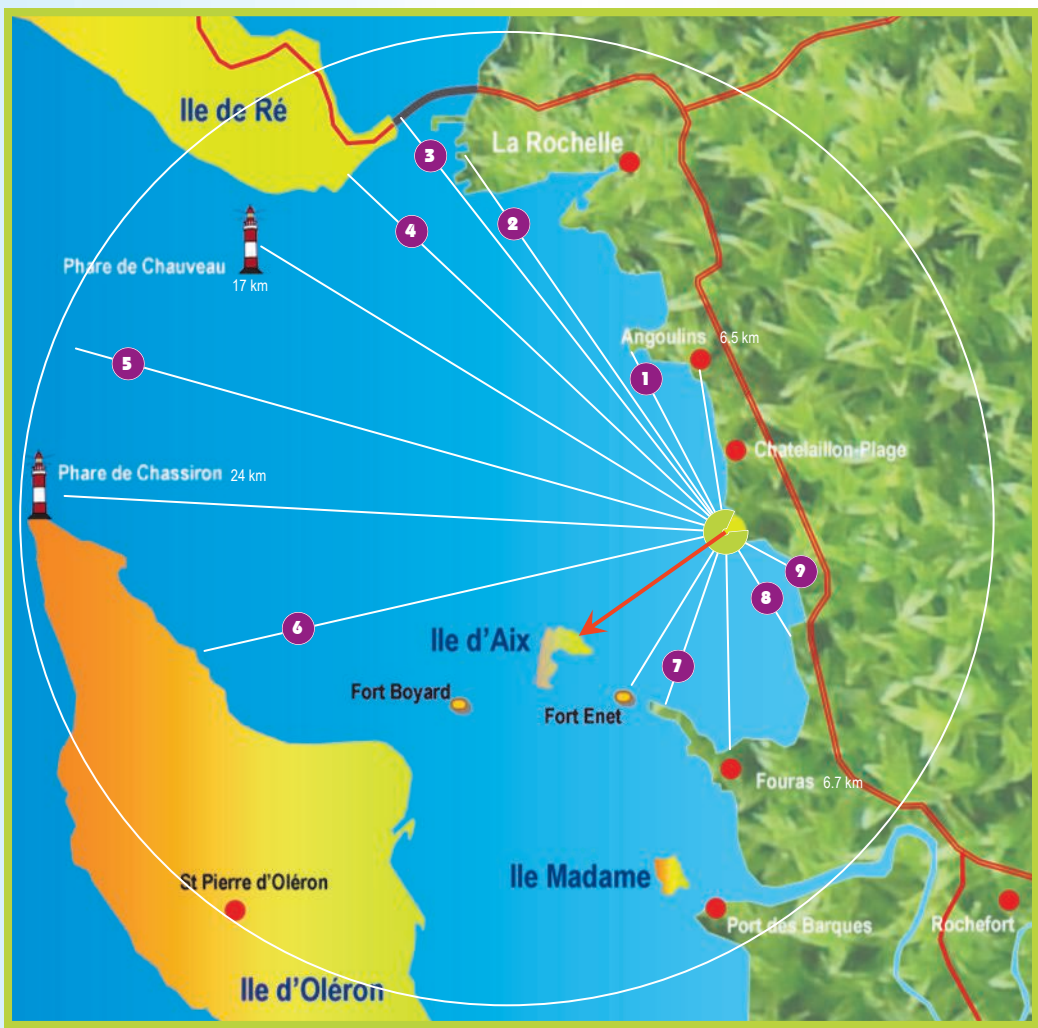 Ile de Ré
La Rochelle
3
2
4
Phare de Chauveau
17 km
Angoulins 6.5 km
5
1
Chatelaillon-Plage
Phare de Chassiron 24 km
9
8
6
Ile d'Aix
7
Fort Boyard
Fort Enet
Fouras 6.7 km
Ile Madame
St Pierre d'Oléron
Port des Barques
Rochefort
Ile d'Oléron